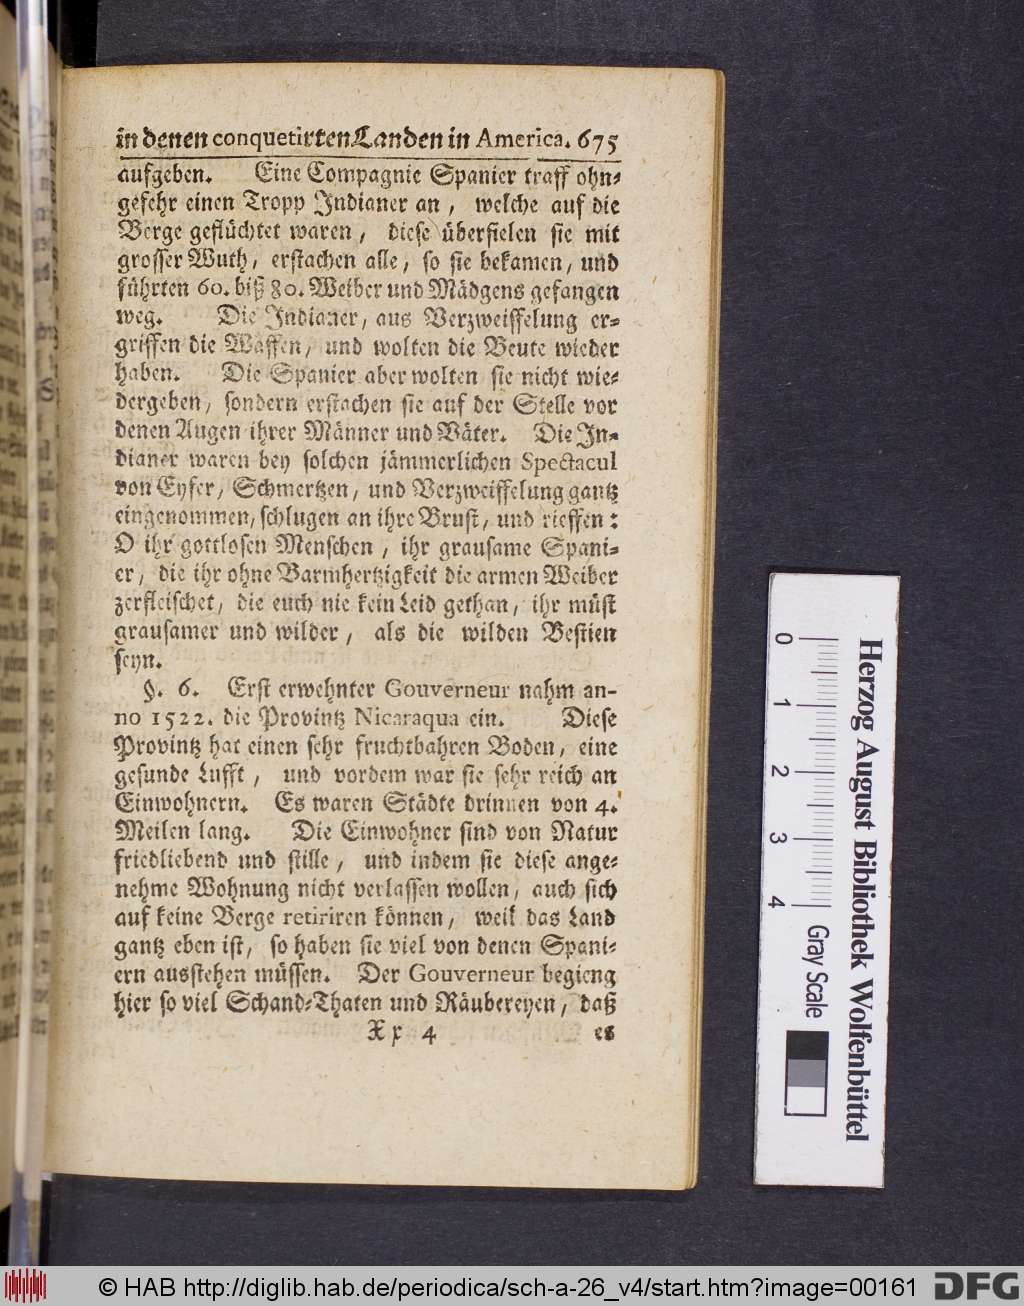 in denen conquetirten Landen in America. 675
aufgeben. Eine Compagnie Spanier traff ohn=
gefehr einen Tropp Indianer an, welche auf die
Berge geflüchtet waren, diese überfielen sie mit
grosser Wuth, erstachen alle, so sie bekamen, und
führten 60. biß 80. Weiber und Mädgens gefangen
weg. Die Indianer, aus Verzweiffelung er=
griffen die Waffen, und wolten die Beute wieder
haben. Die Spanier aber wolten sie nicht wie=
dergeben, sondern erstachen sie auf der Stelle vor
denen Augen ihrer Männer und Väter. Die In=
dianer waren bey solchen jämmerlichen Spectacul
von Eyfer, Schmertzen, und Verzweiffelung gantz
eingenommen, schlugen an ihre Brust, und rieffen:
O ihr gottlosen Menschen, ihr grausame Spani=
er, die ihr ohne Barmhertzigkeit die armen Weiber
zerfleischet, die euch nie kein Leid gethan, ihr müst
grausamer und wilder, als die wilden Bestien
seyn.
§. 6. Erst erwehnter Gouverneur nahm an-
no 1522. die Provintz Nicaraqua ein. Diese
Provintz hat einen sehr fruchtbahren Boden, eine
gesunde Lufft, und vordem war sie sehr reich an
Einwohnern. Es waren Städte drinnen von 4.
Meilen lang. Die Einwohner sind von Natur
friedliebend und stille, und indem sie diese ange=
nehme Wohnung nicht verlassen wollen, auch sich
auf keine Berge retiriren können, weil das Land
gantz eben ist, so haben sie viel von denen Spani=
ern ausstehen müssen. Der Gouverneur begieng
hier so viel Schand=Thaten und Räubereyen, daß
Xx 4 es
0 1 2 3 4 Gray Scale
Herzog August Bibliothek Wolfenbüttel
© HAB http://diglib.hab.de/periodica/sch-a-26_v4/start.htm?image=00161 DFG